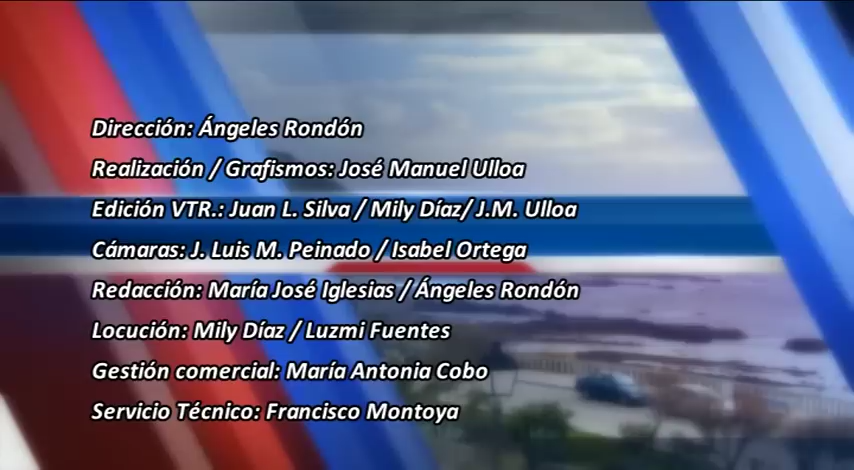 Dirección: Ángeles Rondón
Realización / Grafismos: José Manuel Ulloa
Edición VTR.: Juan L. Silva / Mily Díaz/ J.M. Ulloa
Cámaras: J. Luis M. Peinado / Isabel Ortega
Redacción: María José Iglesias / Ángeles Rondón
Locución: Mily Díaz / Luzmi Fuentes
Gestión comercial: María Antonia Cobo
Servicio Técnico: Francisco Montoya